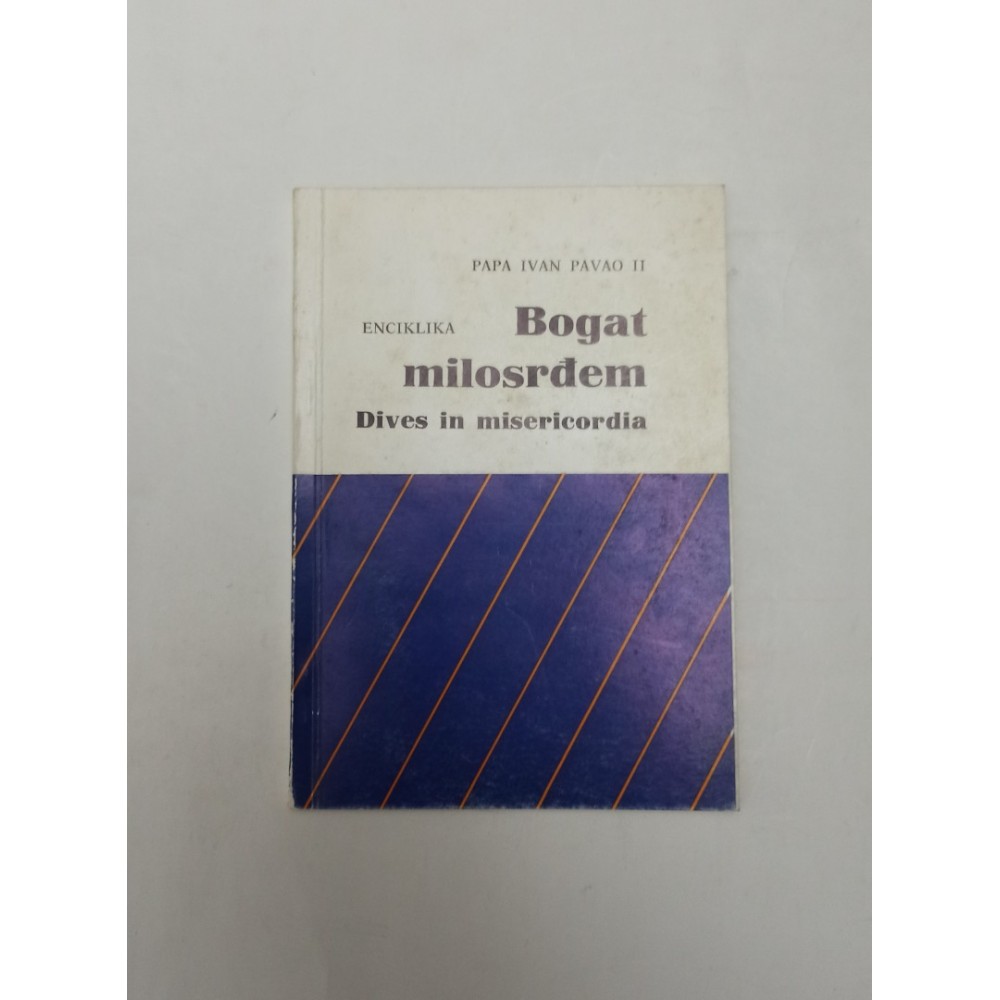 PAPA IVAN PAVAO II
ENCIKLIKA Bogat
milosrđem
Dives in misericordia